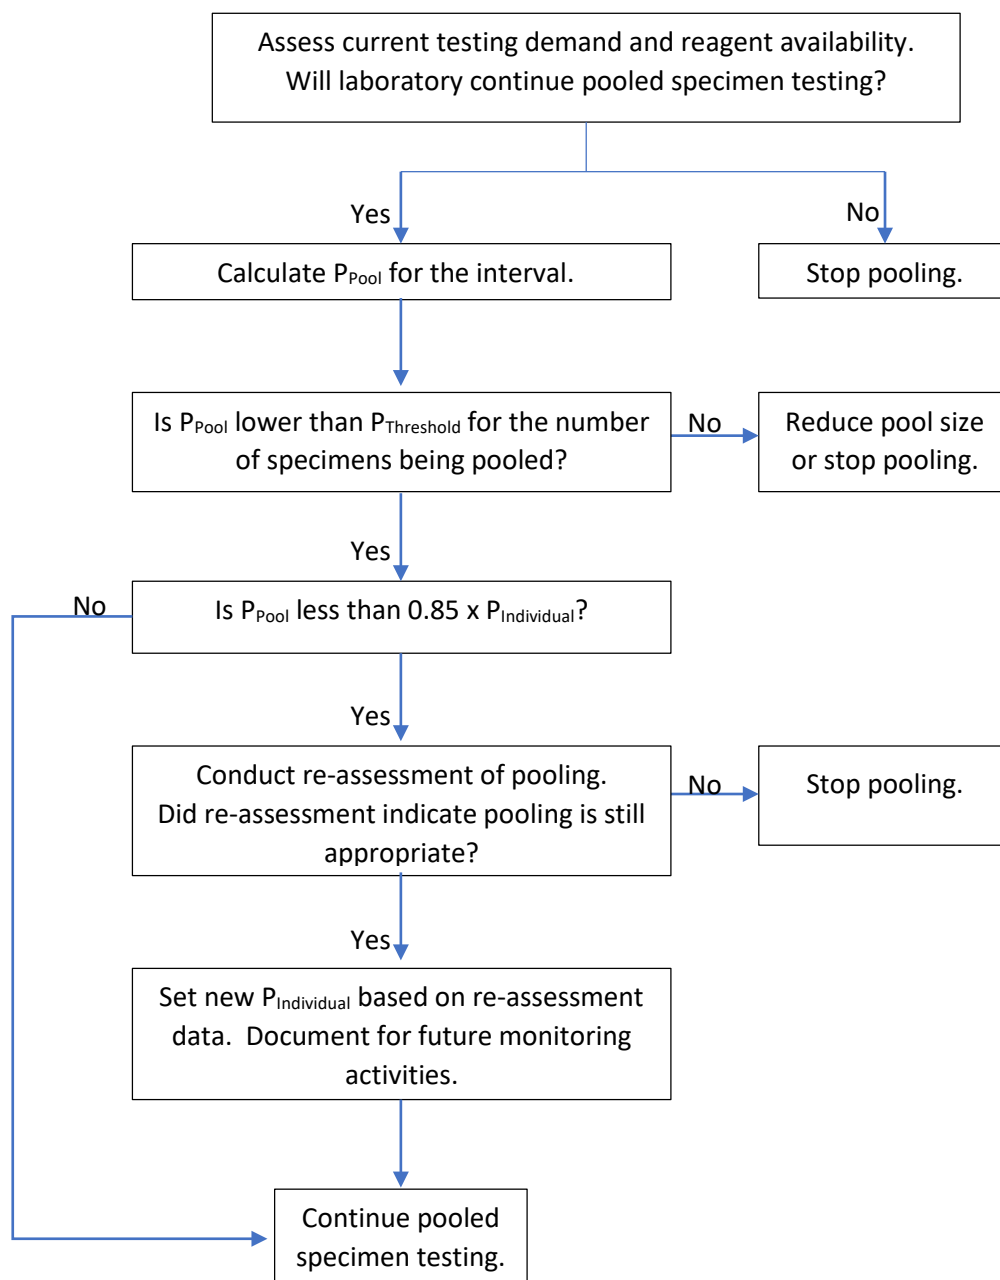 Assess current testing demand and reagent availability.
Will laboratory continue pooled specimen testing?
Yes
No
Calculate PPool for the interval.
Stop pooling.
Is PPool lower than PThreshold for the number
of specimens being pooled?
No
Reduce pool size
or stop pooling.
Yes
No
Is PPool less than 0.85 x PIndividual?
Yes
Conduct re-assessment of pooling.
Did re-assessment indicate pooling is still
appropriate?
No
Stop pooling.
Yes
Set new PIndividual based on re-assessment
data.  Document for future monitoring
activities.
Continue pooled
specimen testing.